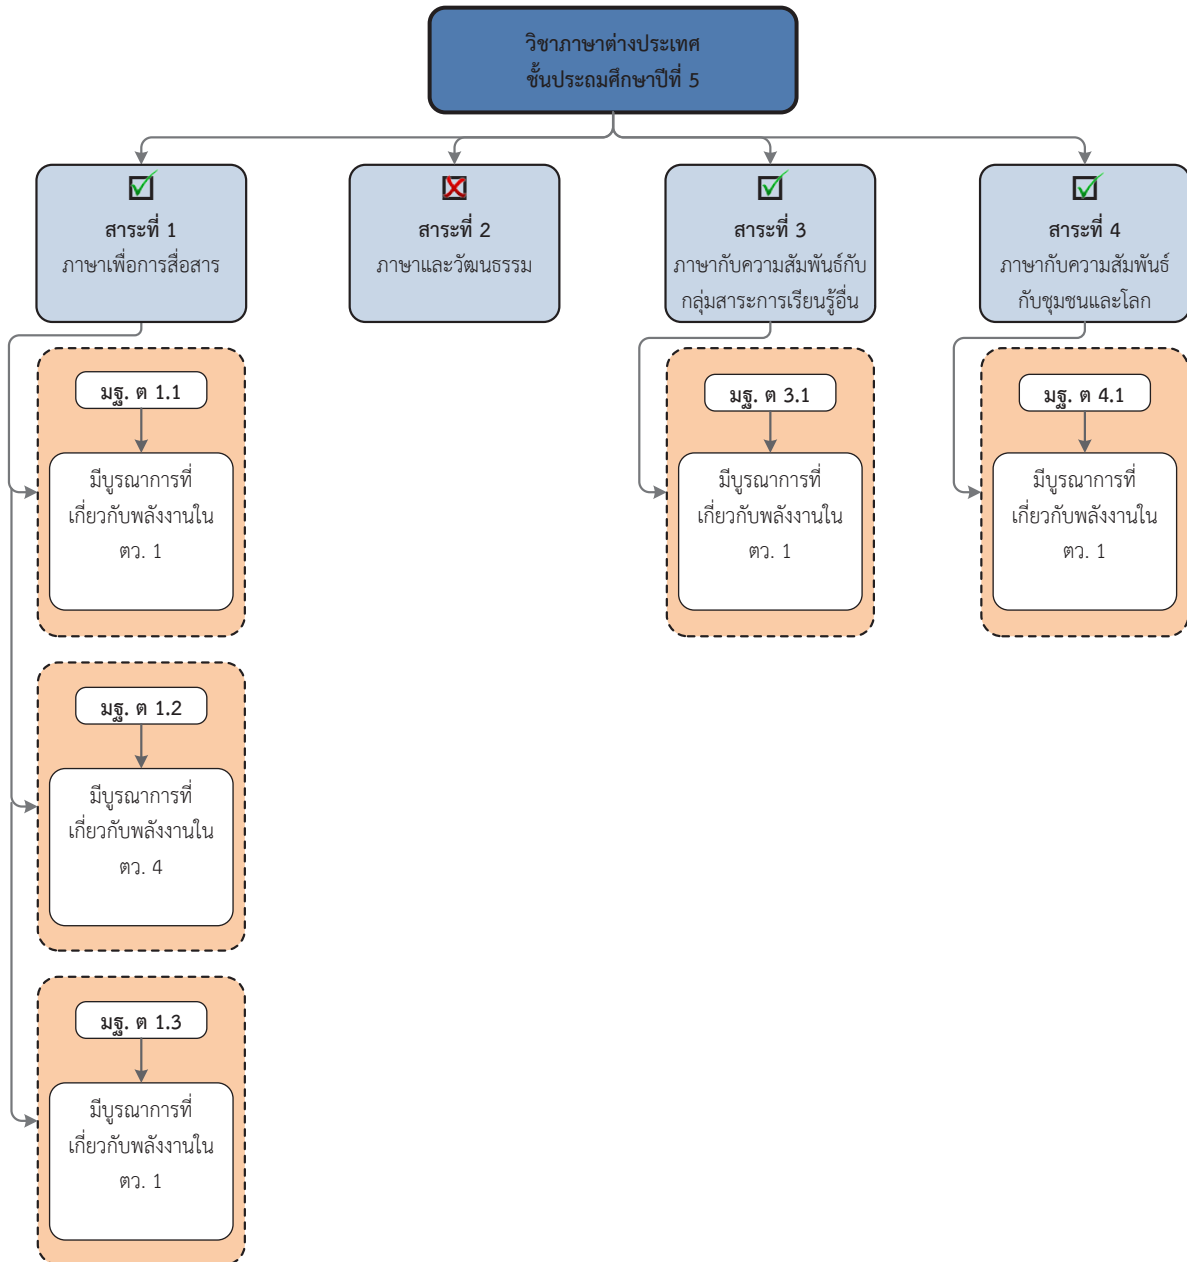 วิชาภาษาต่างประเทศ
ชั้นประถมศึกษาปีที่ 5
สาระที่ 1
ภาษาเพื่อการสื่อสาร
สาระที่ 2
ภาษาและวัฒนธรรม
สาระที่ 3
ภาษากับความสัมพันธ์กับ
กลุ่มสาระการเรียนรู้อื่น
สาระที่ 4
ภาษากับความสัมพันธ์
กับชุมชนและโลก
มฐ. ต 1.1
มีบูรณาการที่
เกี่ยวกับพลังงานใน
ตว. 1
มฐ. ต 3.1
มีบูรณาการที่
เกี่ยวกับพลังงานใน
ตว. 1
มฐ. ต 4.1
มีบูรณาการที่
เกี่ยวกับพลังงานใน
ตว. 1
มฐ. ต 1.2
มีบูรณาการที่
เกี่ยวกับพลังงานใน
ตว. 4
มฐ. ต 1.3
มีบูรณาการที่
เกี่ยวกับพลังงานใน
ตว. 1